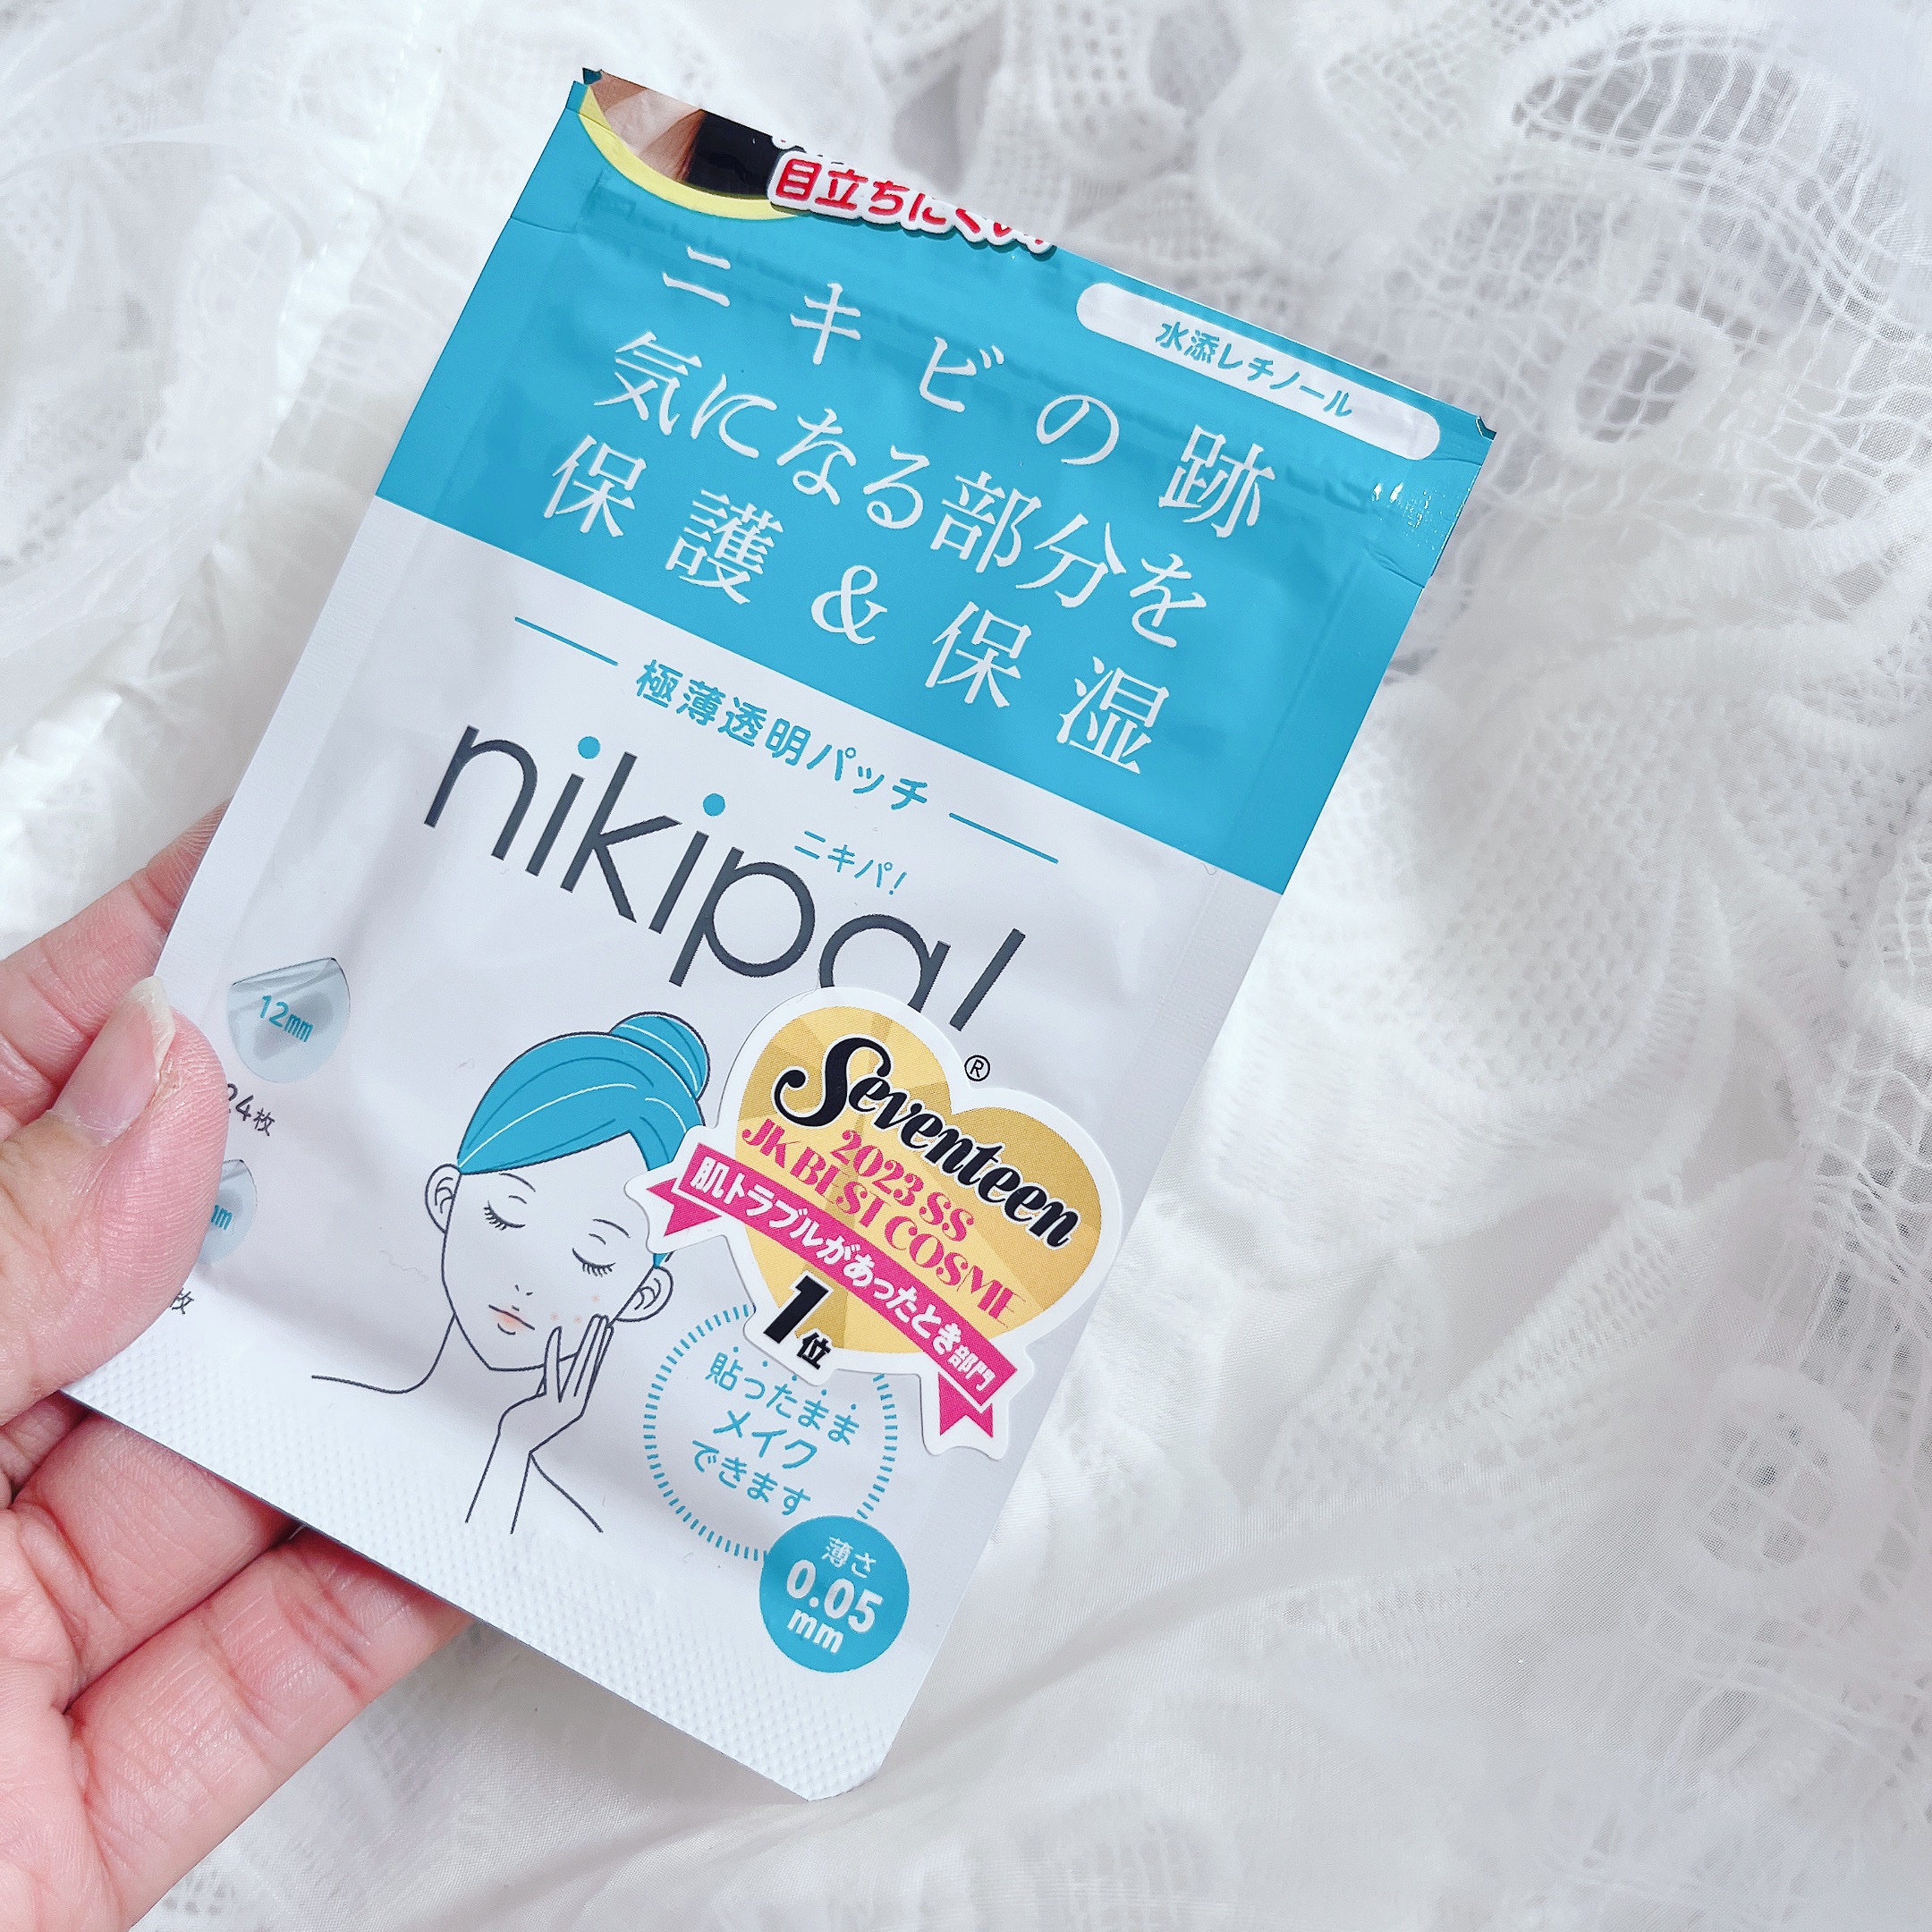 目立ちにくい!
水添レチノール
ニキビの跡
気になる部分を
保護&保湿
極薄透明パッチ
ニキパ!
nikipa!
®
12mm
24枚
枚
Seventeen
2023 SS
JK BEST COSME
肌トラブルがあったとき部門
1位
貼ったまま
メイク
できます
薄さ
0.05
mm